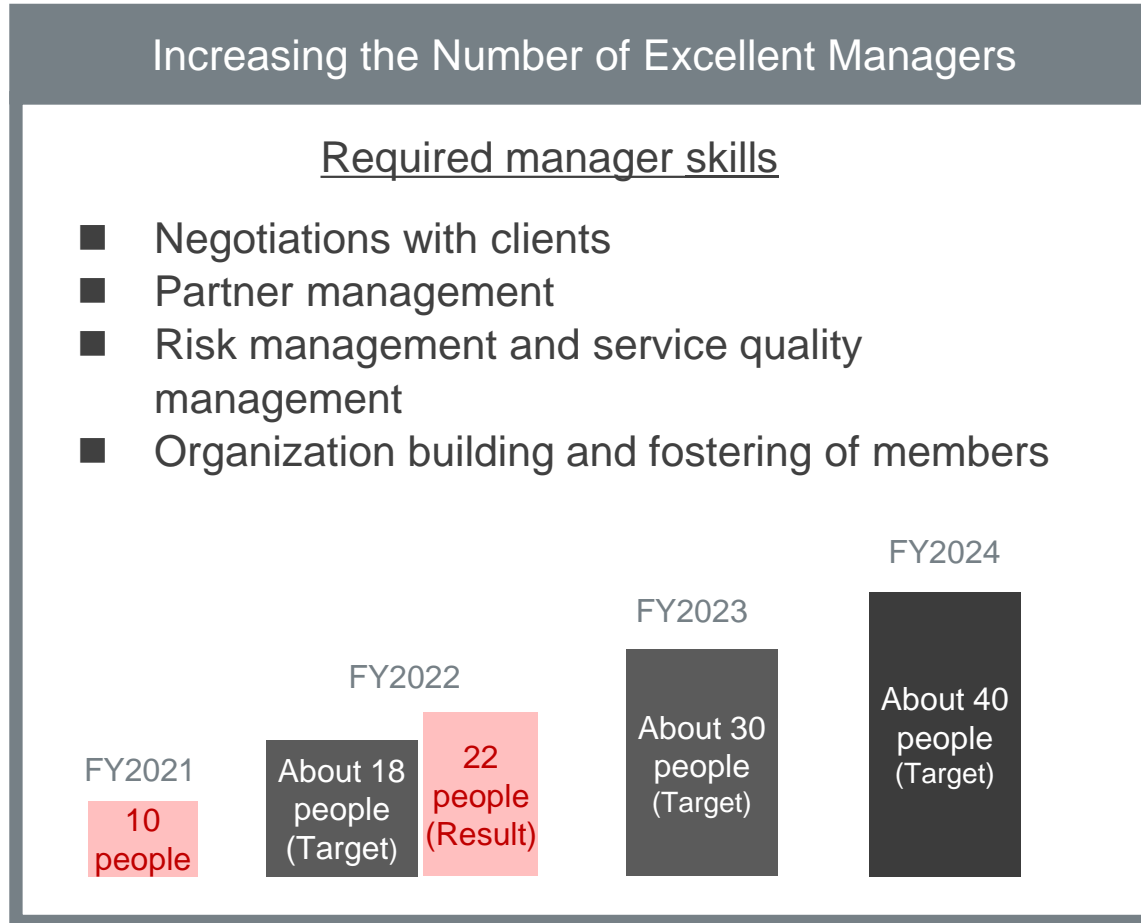 Increasing the Number of Excellent Managers
Required manager skills
■ Negotiations with clients
■ Partner management
■ Risk management and service quality
management
■ Organization building and fostering of members
FY2021
10
people
FY2022
About 18
people
(Target)
22
people
(Result)
FY2023
About 30
people
(Target)
FY2024
About 40
people
(Target)